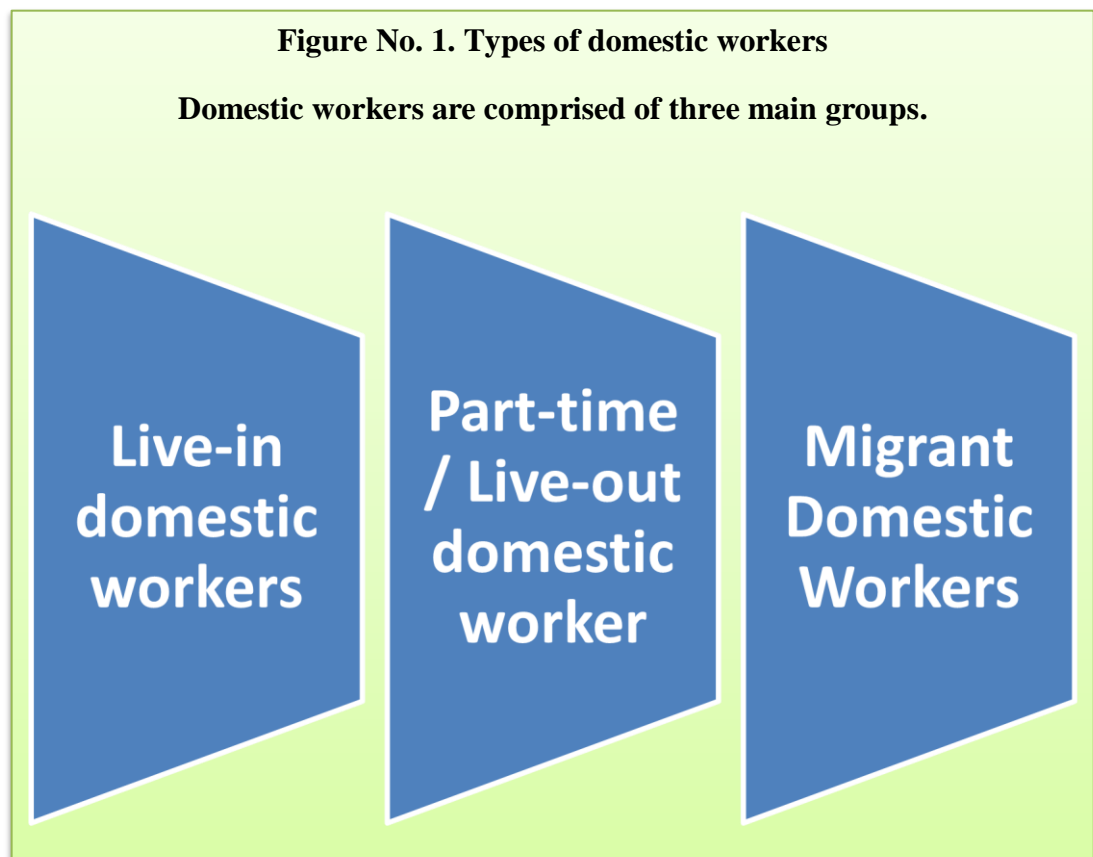 Figure No. 1. Types of domestic workers
Domestic workers are comprised of three main groups.
Live-in
domestic
workers
Part-time
/ Live-out
domestic
worker
Migrant
Domestic
Workers